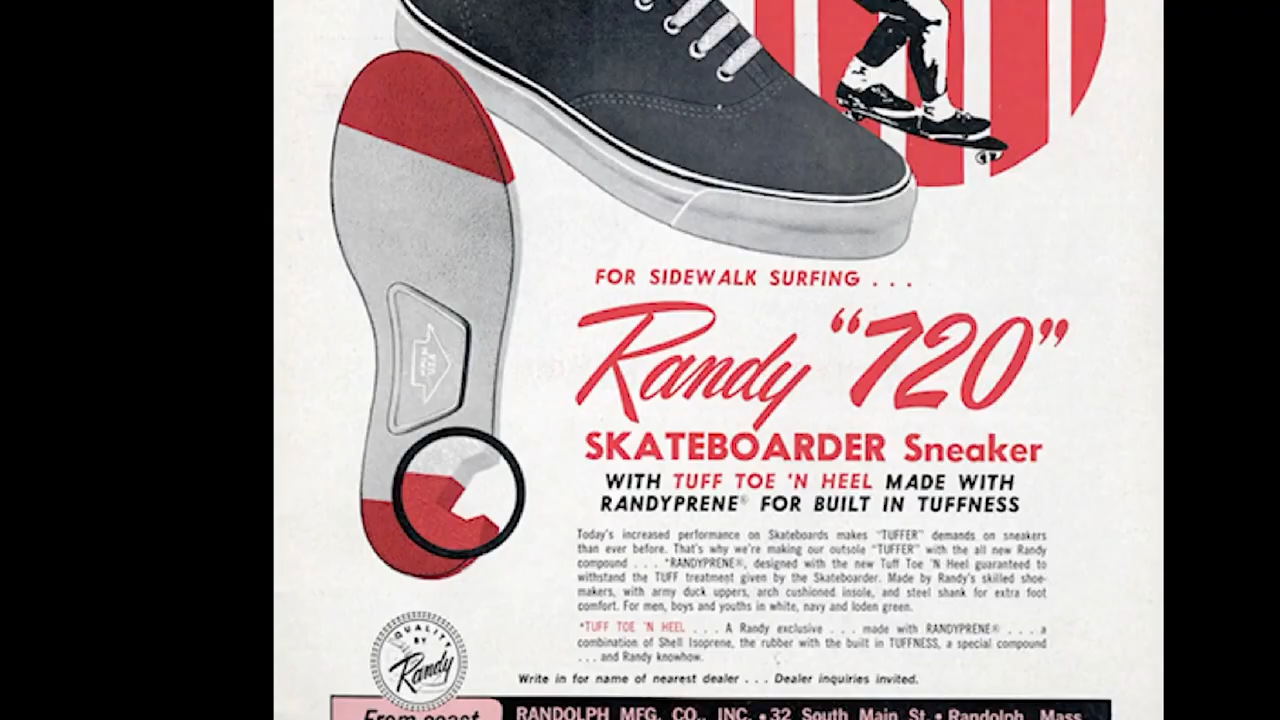 FOR SIDEWALK SURFING . . .
Randy “720”
SKATEBOARDER Sneaker
WITH TUFF TOE 'N HEEL MADE WITH
RANDYPRENE® FOR BUILT IN TUFFNESS
Today's increased performance on Skateboards makes "TUFFER" demands on sneakers
than ever before. That's why we're making our outsole "TUFFER" with the all new Randy
compound . . . *RANDYPRENE®, designed with the new Tuff Toe 'N Heel guaranteed to
withstand the TUFF treatment given by the Skateboarder. Made by Randy's skilled shoe-
makers, with army duck uppers, arch cushioned insole, and steel shank for extra foot
comfort. For men, boys and youths in white, navy and loden green.
*TUFF TOE 'N HEEL . . . A Randy exclusive . . . made with RANDYPRENE® . . . a
combination of Shell Isoprene, the rubber with the built in TUFFNESS, a special compound
. . . and Randy knowhow.
Write in for name of nearest dealer . . . Dealer inquiries invited.
QUALITY
BY
Randy
From coast
RANDOLPH MFG. CO., INC. • 32 South Main St. • Randolph, Mass.